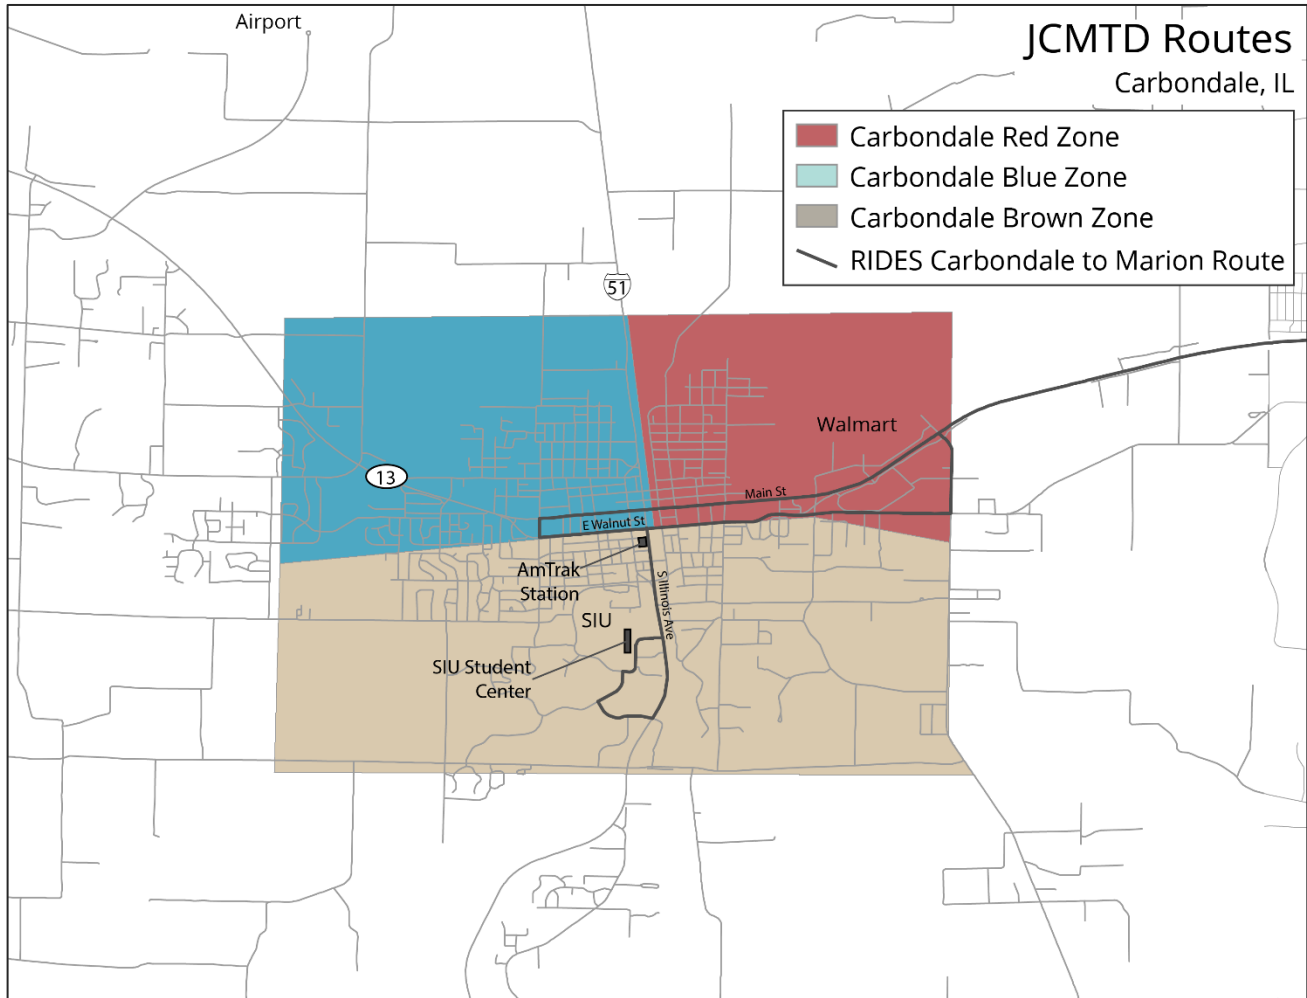 Airport
JCMTD Routes
Carbondale, IL
Carbondale Red Zone
Carbondale Blue Zone
Carbondale Brown Zone
RIDES Carbondale to Marion Route
51
Walmart
13
Main St
E Walnut St
AmTrak
Station
S Illinois Ave
SIU
SIU Student
Center